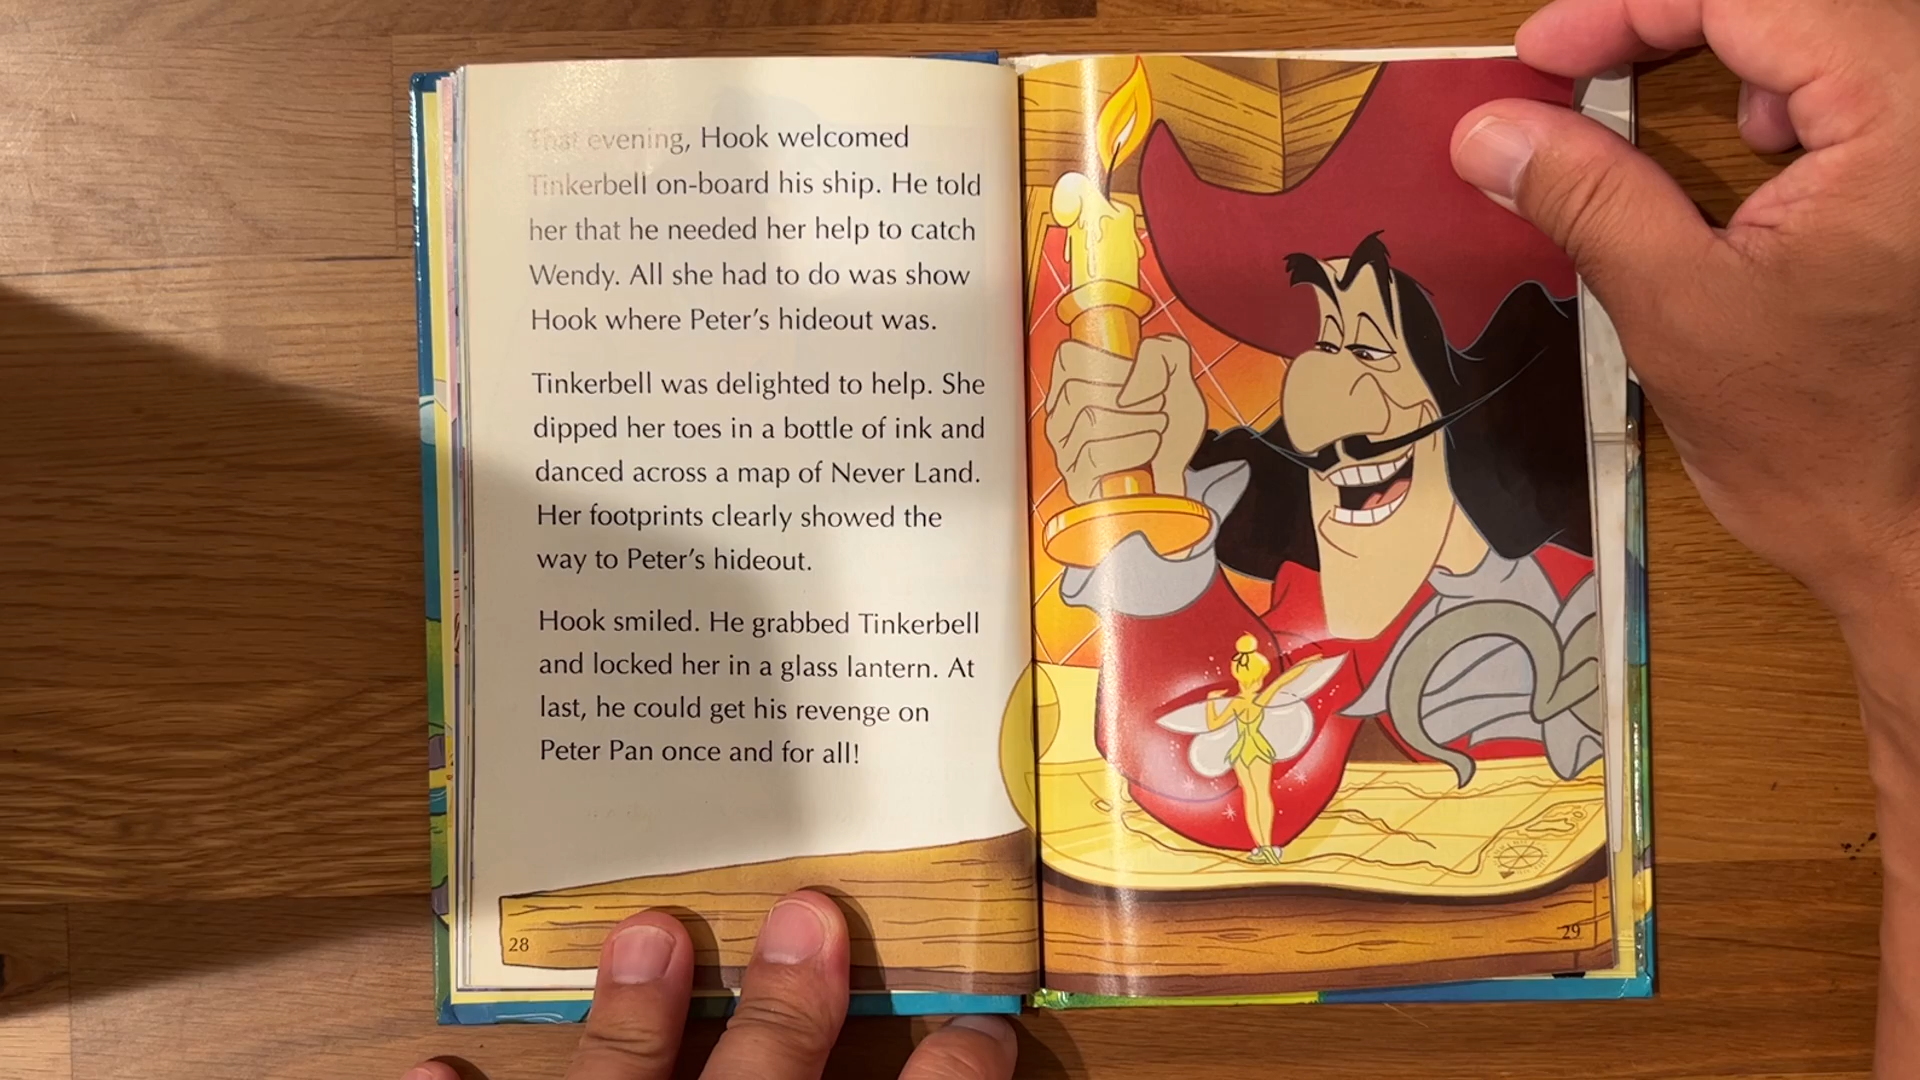 That evening, Hook welcomed
Tinkerbell on-board his ship. He told
her that he needed her help to catch
Wendy. All she had to do was show
Hook where Peter's hideout was.
Tinkerbell was delighted to help. She
dipped her toes in a bottle of ink and
danced across a map of Never Land.
Her footprints clearly showed the
way to Peter's hideout.
Hook smiled. He grabbed Tinkerbell
and locked her in a glass lantern. At
last, he could get his revenge on
Peter Pan once and for all!
28
29